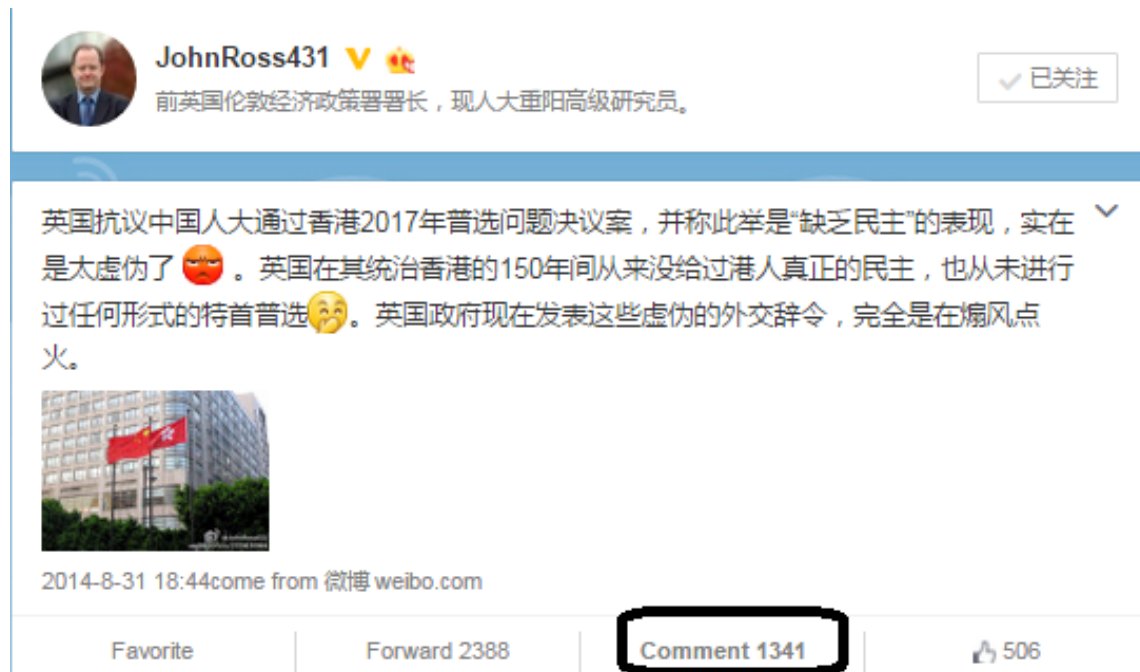 JohnRoss431
前英国伦敦经济政策署署长，现人大重阳高级研究员。
已关注
英国抗议中国人大通过香港2017年普选问题决议案，并称此举是“缺乏民主”的表现，实在
是太虚伪了 。英国在其统治香港的150年间从来没给过港人真正的民主，也从未进行
过任何形式的特首普选。英国政府现在发表这些虚伪的外交辞令，完全是在煽风点
火。
2014-8-31 18:44come from 微博 weibo.com
Favorite
Forward 2388
Comment 1341
506